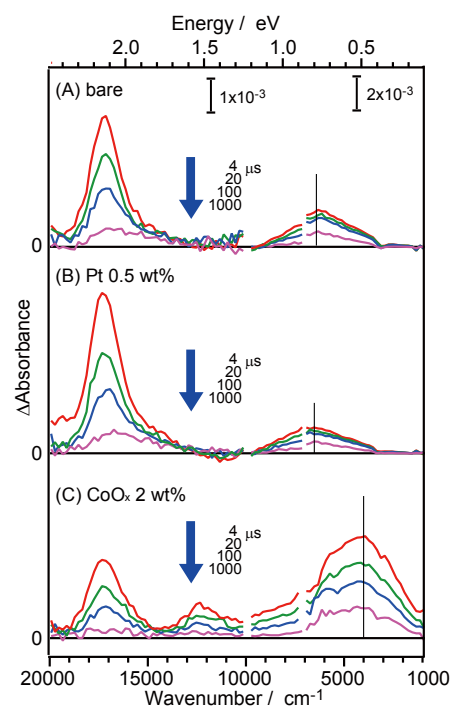 Energy / eV
2.0 1.5 1.0 0.5
(A) bare
1x10⁻³
2x10⁻³
4 μs
20
100
1000
0
(B) Pt 0.5 wt%
4 μs
20
100
1000
0
(C) CoOₓ 2 wt%
4 μs
20
100
1000
0
ΔAbsorbance
20000 15000 10000 5000 1000
Wavenumber / cm⁻¹